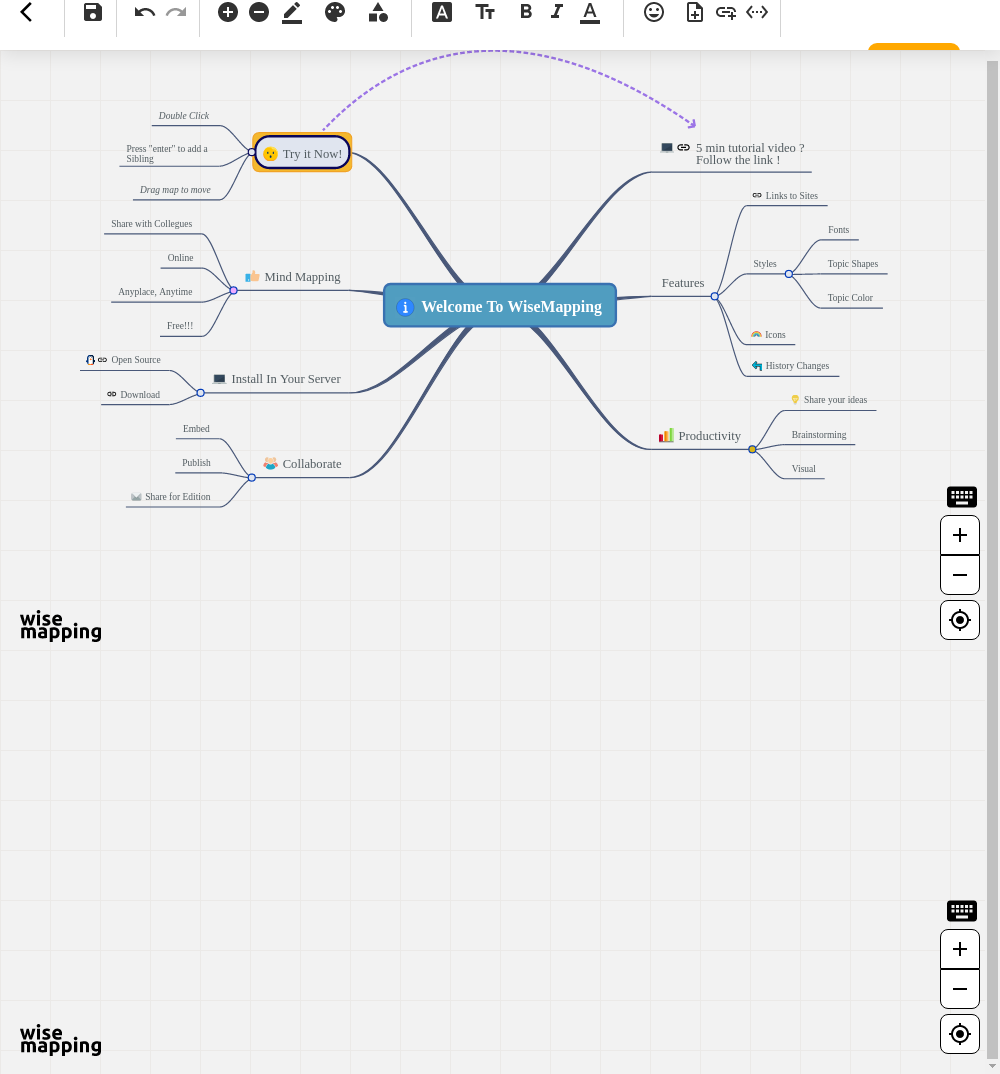 Double Click
Press "enter" to add a
Sibling
Drag map to move
Try it Now!
5 min tutorial video ?
Follow the link !
Share with Collegues
Online
Anyplace, Anytime
Free!!!
Mind Mapping
Links to Sites
Fonts
Styles
Topic Shapes
Topic Color
Features
Icons
History Changes
Welcome To WiseMapping
Open Source
Download
Install In Your Server
Embed
Publish
Share for Edition
Collaborate
Share your ideas
Productivity
Brainstorming
Visual
wise
mapping
wise
mapping